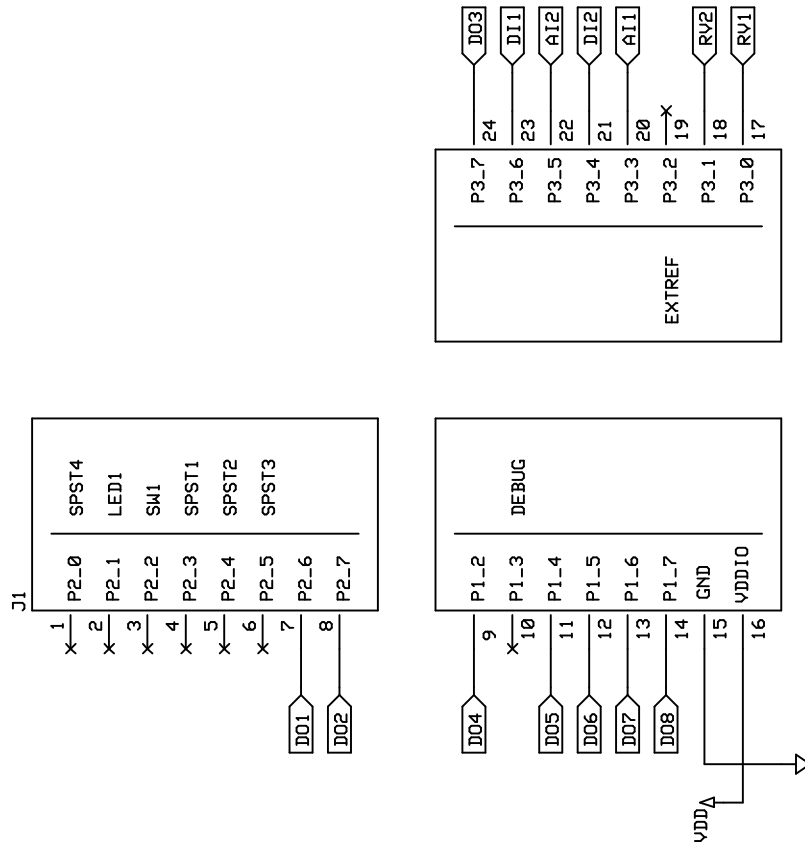 DO3
DI1
AI2
DI2
AI1
RV2
RV1
24
23
22
21
20
19
18
17
P3_7
P3_6
P3_5
P3_4
P3_3
P3_2
P3_1
P3_0
EXTREF
J1
SPST4
LED1
SW1
SPST1
SPST2
SPST3
P2_0
P2_1
P2_2
P2_3
P2_4
P2_5
P2_6
P2_7
1
2
3
4
5
6
7
8
DO1
DO2
DEBUG
P1_2
P1_3
P1_4
P1_5
P1_6
P1_7
GND
VDDIO
9
10
11
12
13
14
15
16
DO4
DO5
DO6
DO7
DO8
VDD